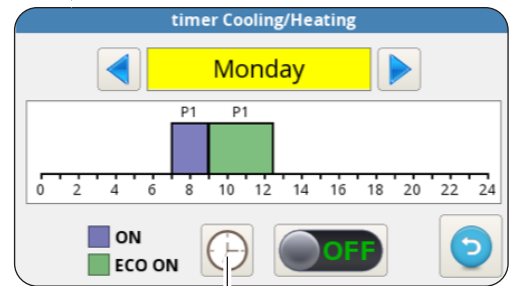 timer Cooling/Heating
Monday
P1 P1
0 2 4 6 8 10 12 14 16 18 20 22 24
ON
ECO ON
OFF